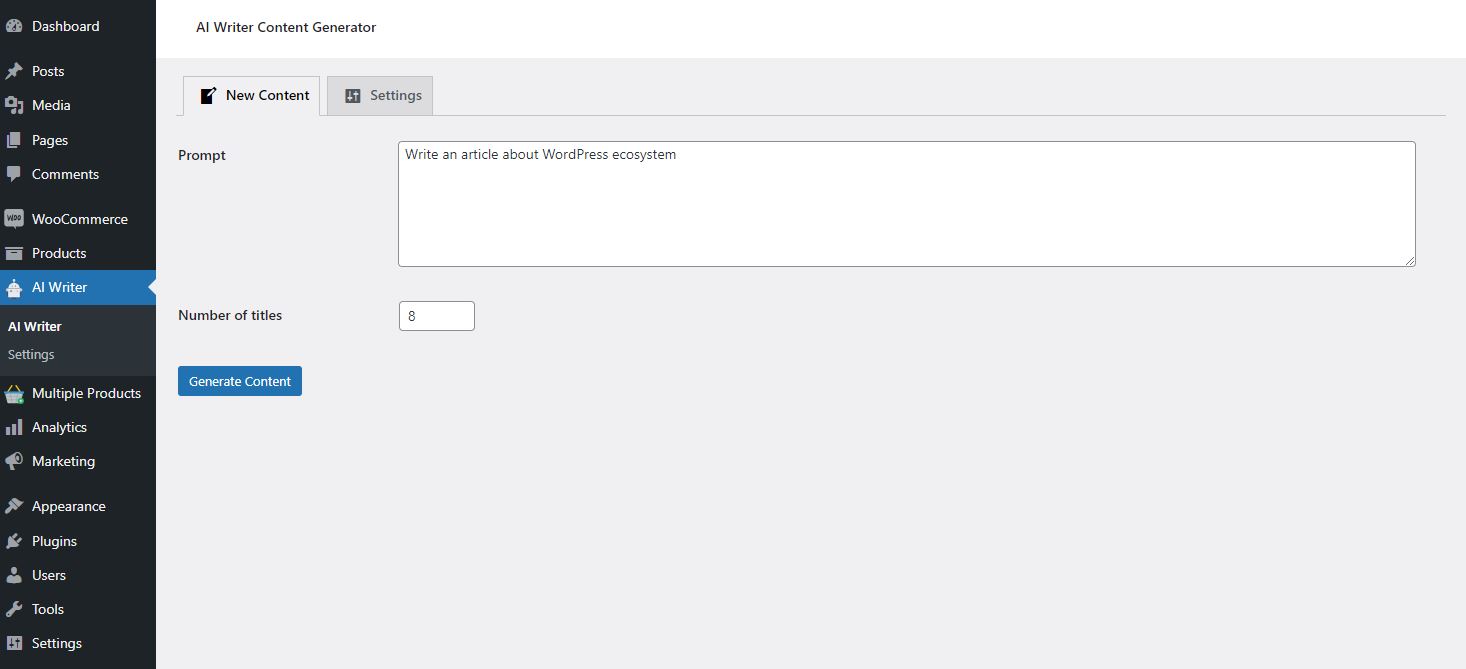 Dashboard
Posts
Media
Pages
Comments
WOO WooCommerce
Products
AI Writer
AI Writer
Settings
Multiple Products
Analytics
Marketing
Appearance
Plugins
Users
Tools
Settings
AI Writer Content Generator
New Content Settings
Prompt Write an article about WordPress ecosystem
Number of titles 8
Generate Content